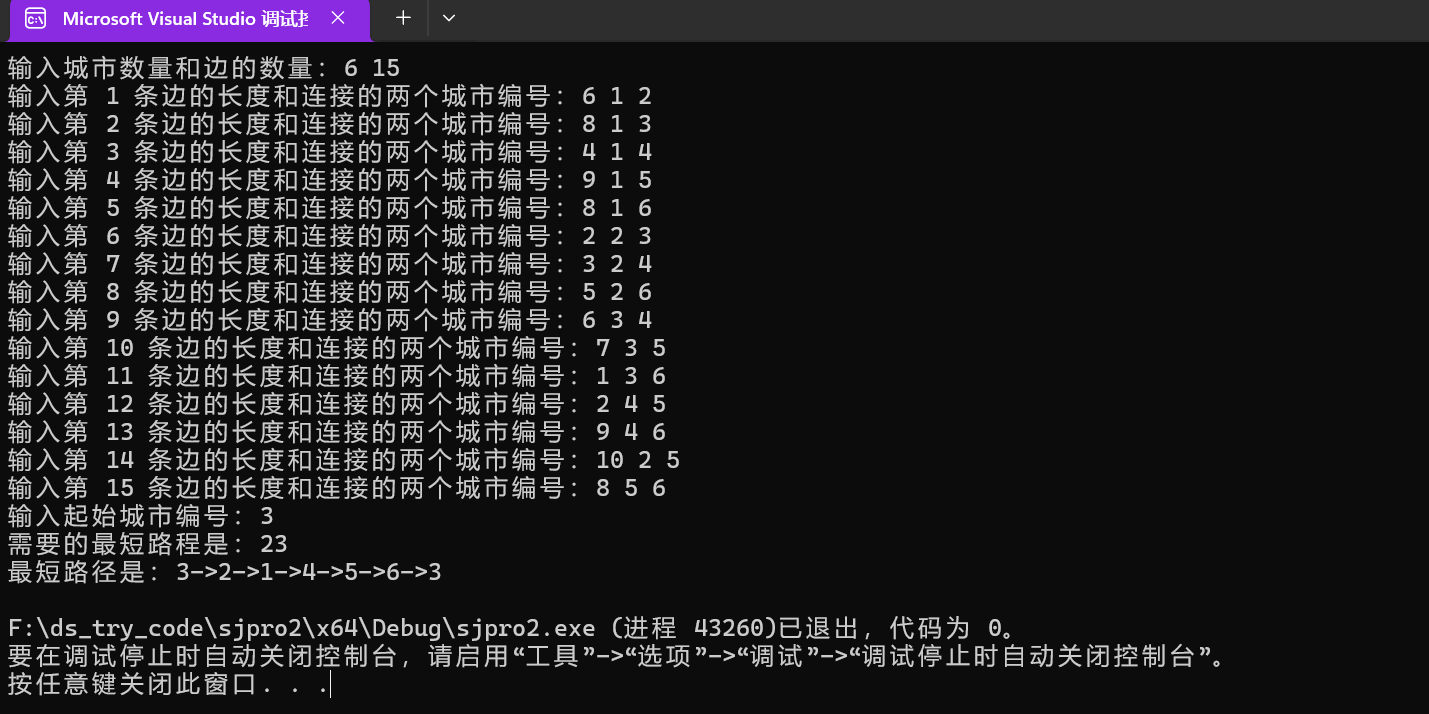 Microsoft Visual Studio 调试
输入城市数量和边的数量: 6 15
输入第 1 条边的长度和连接的两个城市编号: 6 1 2
输入第 2 条边的长度和连接的两个城市编号: 8 1 3
输入第 3 条边的长度和连接的两个城市编号: 4 1 4
输入第 4 条边的长度和连接的两个城市编号: 9 1 5
输入第 5 条边的长度和连接的两个城市编号: 8 1 6
输入第 6 条边的长度和连接的两个城市编号: 2 2 3
输入第 7 条边的长度和连接的两个城市编号: 3 2 4
输入第 8 条边的长度和连接的两个城市编号: 5 2 6
输入第 9 条边的长度和连接的两个城市编号: 6 3 4
输入第 10 条边的长度和连接的两个城市编号: 7 3 5
输入第 11 条边的长度和连接的两个城市编号: 1 3 6
输入第 12 条边的长度和连接的两个城市编号: 2 4 5
输入第 13 条边的长度和连接的两个城市编号: 9 4 6
输入第 14 条边的长度和连接的两个城市编号: 10 2 5
输入第 15 条边的长度和连接的两个城市编号: 8 5 6
输入起始城市编号: 3
需要的最短路程是: 23
最短路径是: 3->2->1->4->5->6->3
F:\ds_try_code\sjpro2\x64\Debug\sjpro2.exe (进程 43260)已退出，代码为 0。
要在调试停止时自动关闭控制台，请启用“工具”->“选项”->“调试”->“调试停止时自动关闭控制台”。
按任意键关闭此窗口. . .